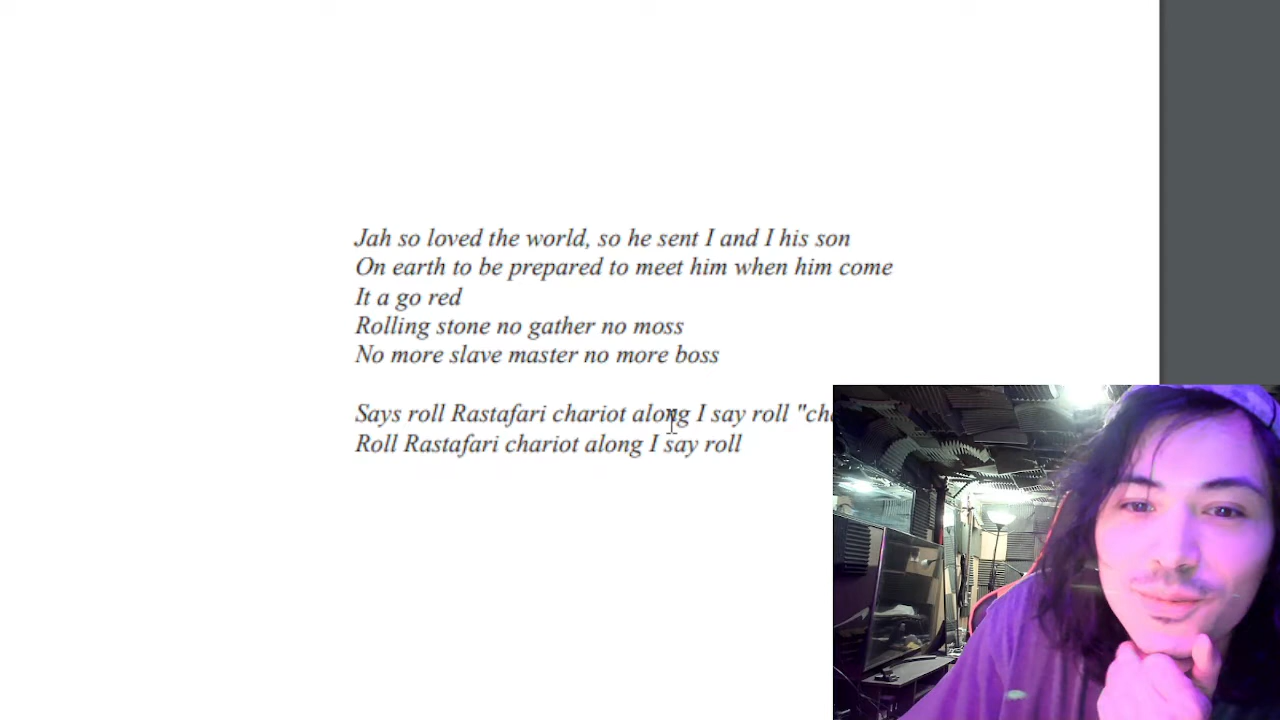 Jah so loved the world, so he sent I and I his son
On earth to be prepared to meet him when him come
It a go red
Rolling stone no gather no moss
No more slave master no more boss
Says roll Rastafari chariot along I say roll
Roll Rastafari chariot along I say roll